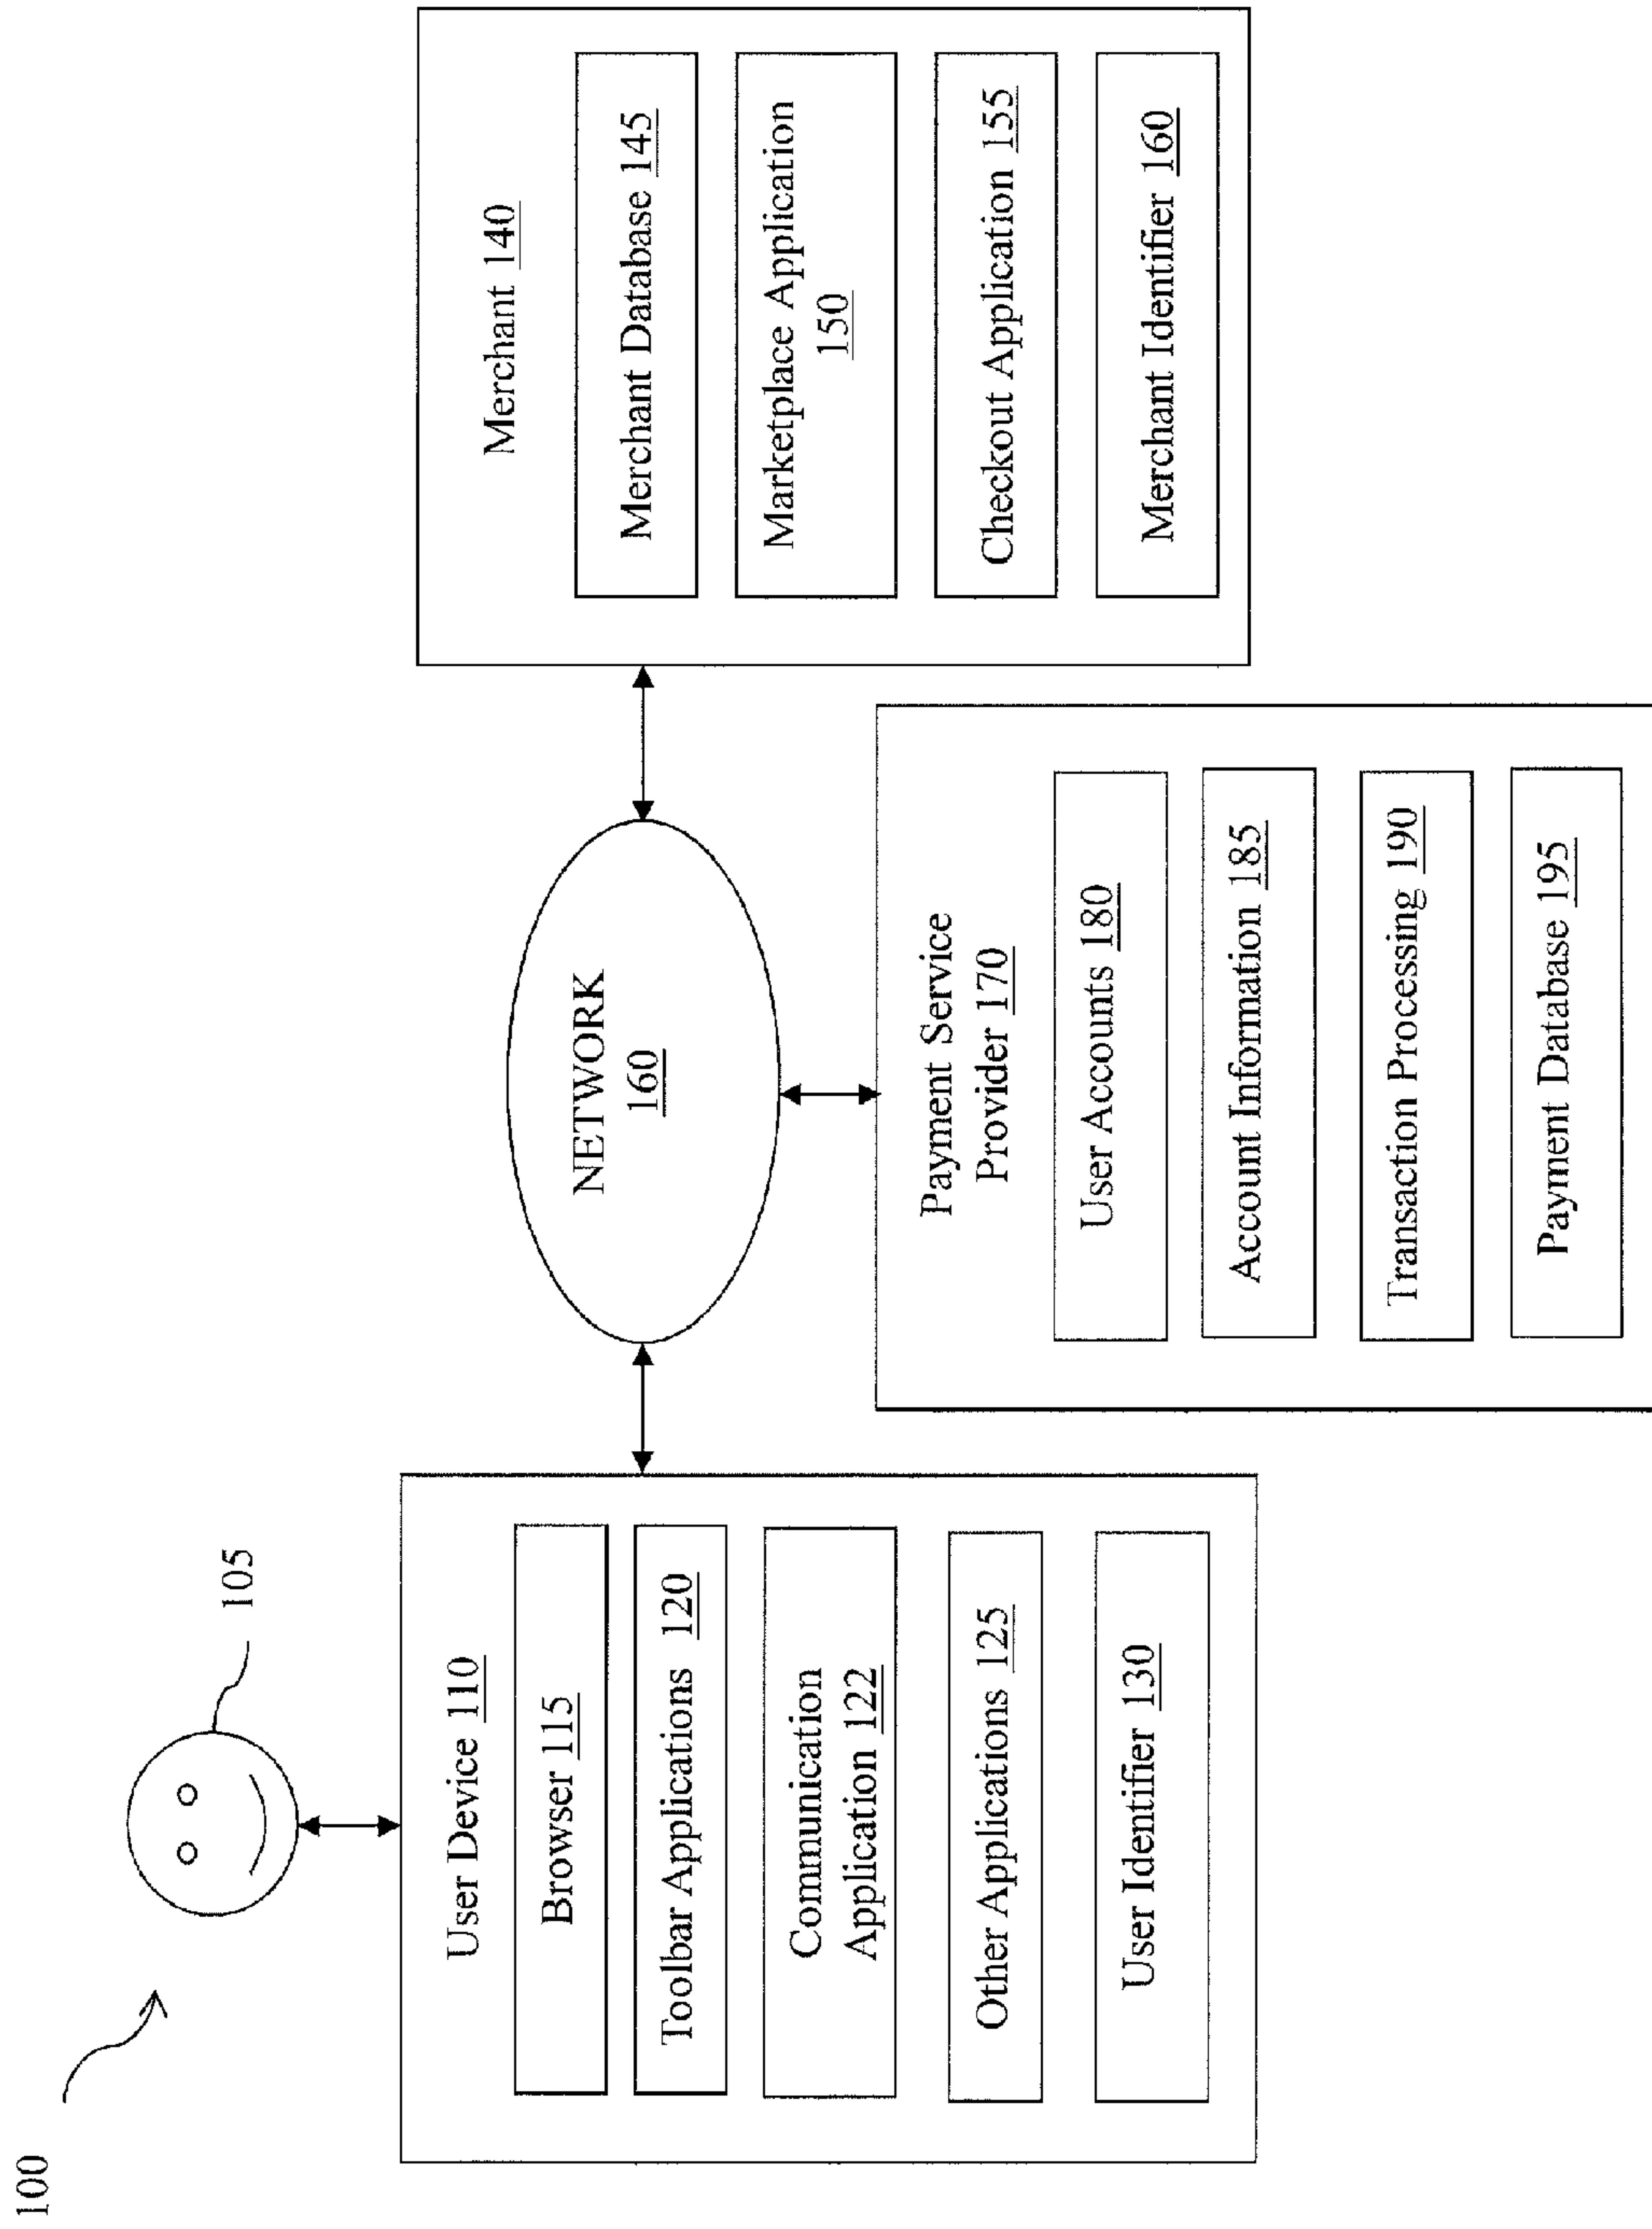 100
105
User Device 110
Browser 115
Toolbar Applications 120
Communication
Application 122
Other Applications 125
User Identifier 130
NETWORK
160
Payment Service
Provider 170
User Accounts 180
Account Information 185
Transaction Processing 190
Payment Database 195
Merchant 140
Merchant Database 145
Marketplace Application
150
Checkout Application 155
Merchant Identifier 160